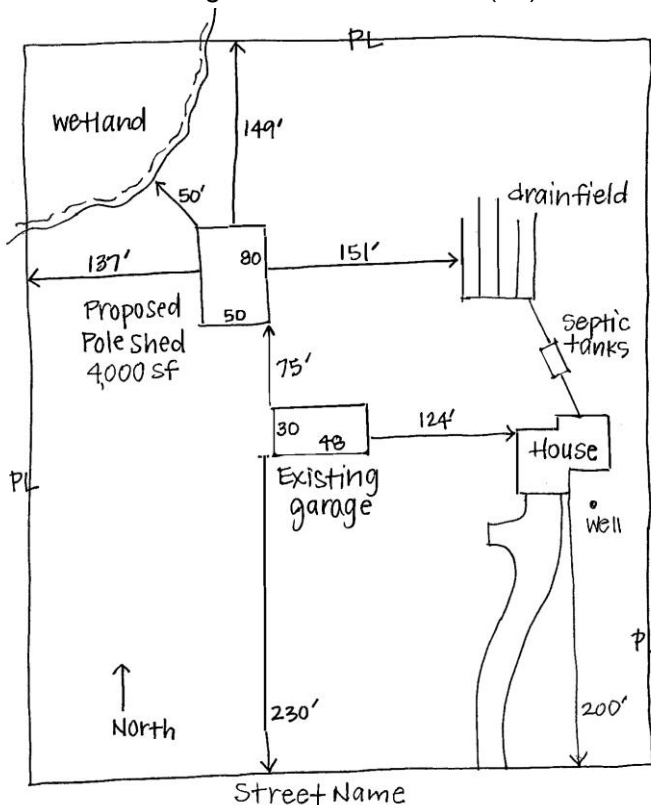 PL
wetland
149'
50'
drainfield
137'
80
151'
50
Proposed
Pole Shed
4,000 sf
septic
tanks
75'
30
48
124'
House
Existing
garage
PL
well
P
North
230'
200'
Street Name